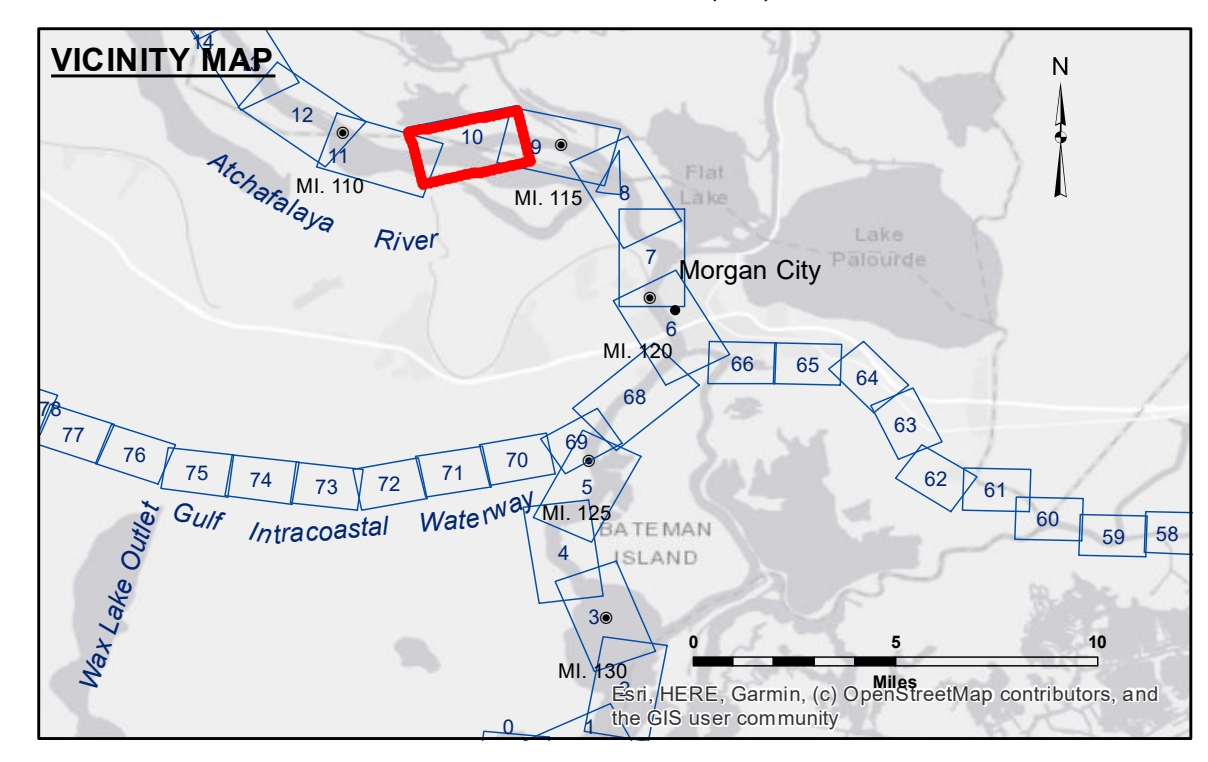 VICINITY MAP
N
14
13
12
11
10
9
8
7
6
Flat
Lake
Lake
Palourde
MI. 110
MI. 115
Atchafalaya
River
Morgan City
MI. 120
66
65
64
63
62
61
60
59
58
68
69
70
71
72
73
74
75
76
77
78
Gulf Intracoastal Waterway
Wax Lake Outlet
5
MI. 125
BATEMAN
ISLAND
4
3
MI. 130
2
1
0
0 5 10
Miles
Esri, HERE, Garmin, (c) OpenStreetMap contributors, and
the GIS user community